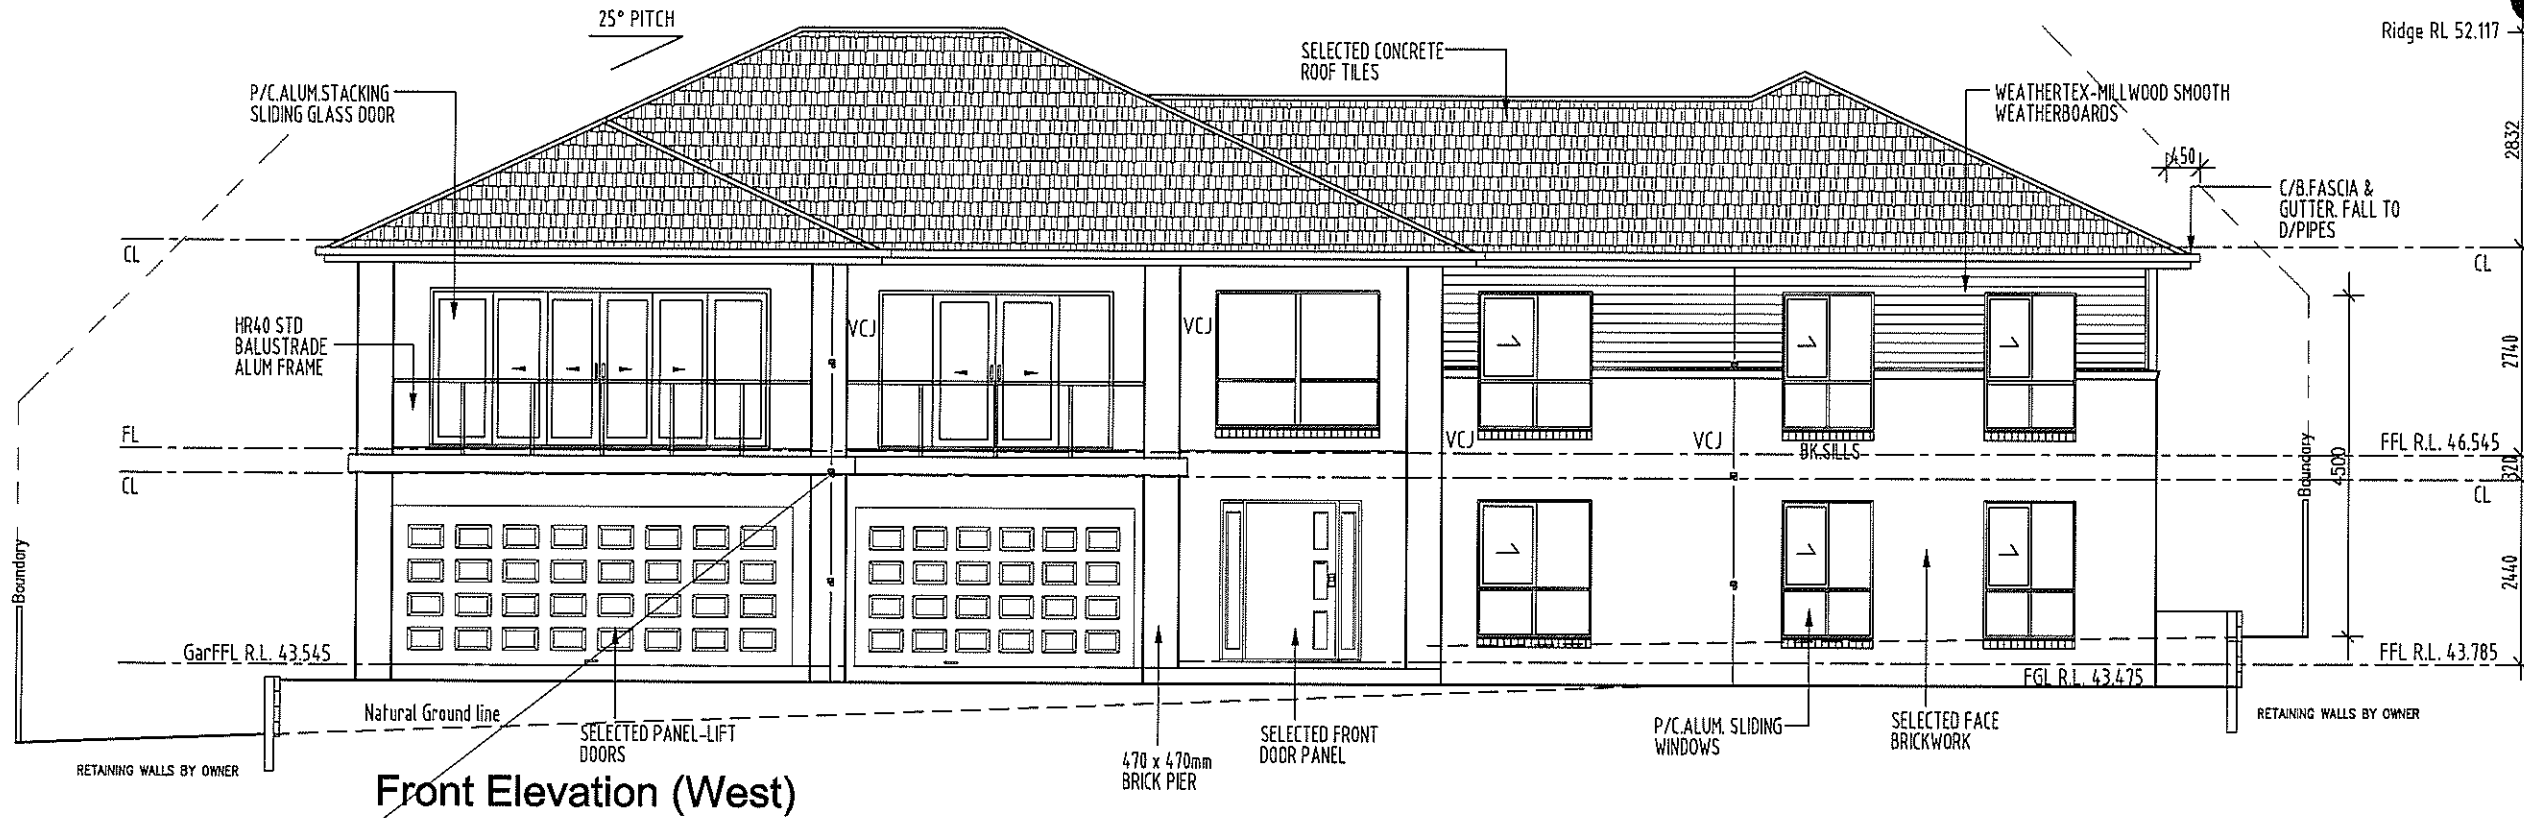 25° PITCH
Ridge RL 52.117
SELECTED CONCRETE
ROOF TILES
P/C.ALUM.STACKING
SLIDING GLASS DOOR
WEATHERTEX-MILLWOOD SMOOTH
WEATHERBOARDS
2832
450
C/B.FASCIA &
GUTTER. FALL TO
D/PIPES
CL
CL
HR40 STD
BALUSTRADE
ALUM FRAME
VCJ
VCJ
2740
FL
VCJ
VCJ
BK.SILLS
FFL R.L. 46.545
Boundary
4500
320
CL
CL
Boundary
2440
GarFFL R.L. 43.545
FFL R.L. 43.785
FGL R.L. 43.475
Natural Ground line
SELECTED PANEL-LIFT
DOORS
470 x 470mm
BRICK PIER
SELECTED FRONT
DOOR PANEL
P/C.ALUM. SLIDING
WINDOWS
SELECTED FACE
BRICKWORK
RETAINING WALLS BY OWNER
RETAINING WALLS BY OWNER
Front Elevation (West)